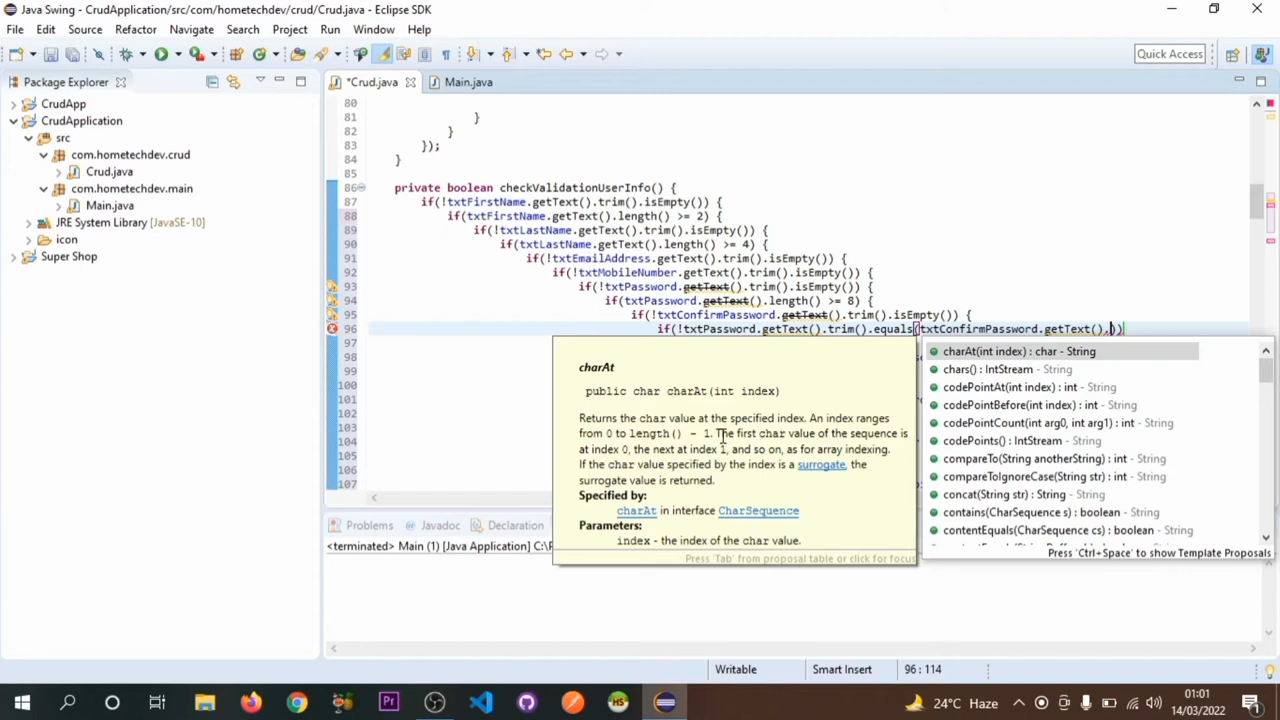 Java Swing - CrudApplication/src/com/hometechdev/crud/Crud.java - Eclipse SDK
File Edit Source Refactor Navigate Search Project Run Window Help
Quick Access
Package Explorer
*Crud.java
Main.java
CrudApp
CrudApplication
src
com.hometechdev.crud
Crud.java
com.hometechdev.main
Main.java
JRE System Library [JavaSE-10]
icon
Super Shop
80
81 }
82 }
83 });
84 }
85
86 private boolean checkValidationUserInfo() {
87 if(!txtFirstName.getText().trim().isEmpty()) {
88 if(txtFirstName.getText().length() >= 2) {
89 if(!txtLastName.getText().trim().isEmpty()) {
90 if(txtLastName.getText().length() >= 4) {
91 if(!txtEmailAddress.getText().trim().isEmpty()) {
92 if(!txtMobileNumber.getText().trim().isEmpty()) {
93 if(!txtPassword.getText().trim().isEmpty()) {
94 if(txtPassword.getText().length() >= 8) {
95 if(!txtConfirmPassword.getText().trim().isEmpty()) {
96 if(!txtPassword.getText().trim().equals(txtConfirmPassword.getText().))
97
98
99
100
101
102
103
104
105
106
107
charAt
public char charAt(int index)
Returns the char value at the specified index. An index ranges
from 0 to length() - 1. The first char value of the sequence is
at index 0, the next at index 1, and so on, as for array indexing.
If the char value specified by the index is a surrogate, the
surrogate value is returned.
Specified by:
charAt in interface CharSequence
Parameters:
index - the index of the char value.
Press 'Tab' from proposal table or click for focus
charAt(int index) : char - String
chars() : IntStream - String
codePointAt(int index) : int - String
codePointBefore(int index) : int - String
codePointCount(int arg0, int arg1) : int - String
codePoints() : IntStream - String
compareTo(String anotherString) : int - String
compareToIgnoreCase(String str) : int - String
concat(String str) : String - String
contains(CharSequence cs) : boolean - String
contentEquals(CharSequence cs) : boolean - String
Press 'Ctrl+Space' to show Template Proposals
Problems Javadoc Declaration
<terminated> Main (1) [Java Application] C:\P
Writable
Smart Insert
96 : 114
24°C Haze
01:01
14/03/2022